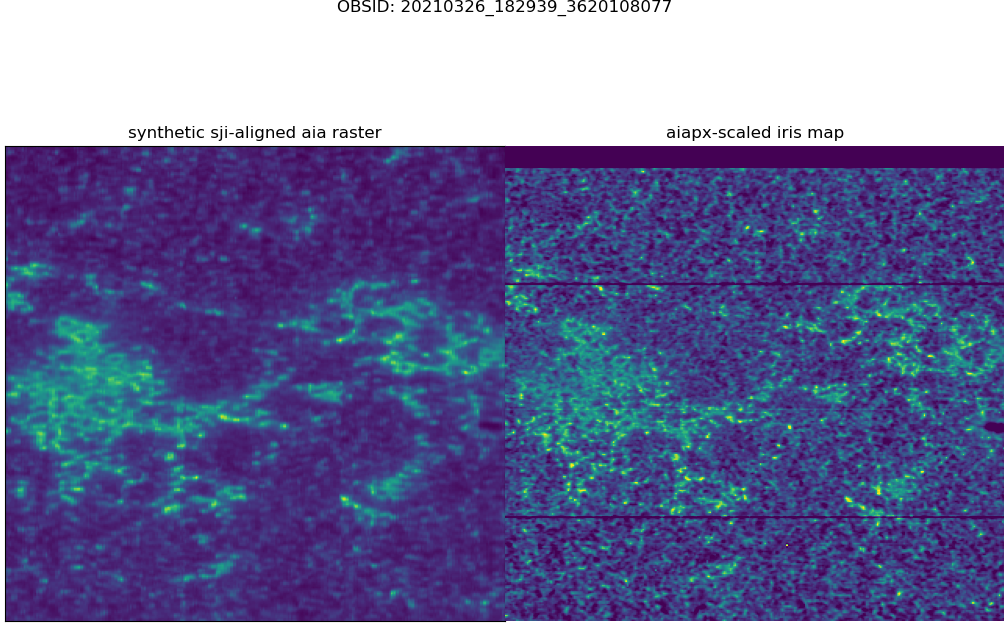 OBSID: 20210326_182939_3620108077
synthetic sji-aligned aia raster
aiapx-scaled iris map